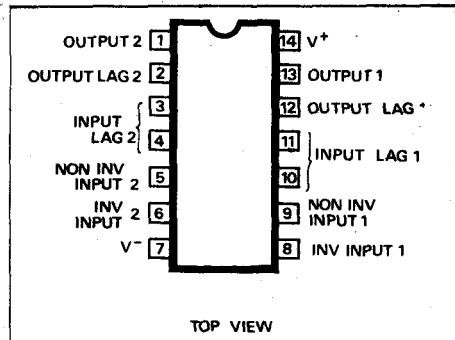 OUTPUT 2 1
OUTPUT LAG 2 2
INPUT LAG 2
3
4
NON INV INPUT 2 5
INV INPUT 2 6
V- 7
14 V+
13 OUTPUT 1
12 OUTPUT LAG
11
10
INPUT LAG 1
9 NON INV INPUT 1
8 INV INPUT 1
TOP VIEW